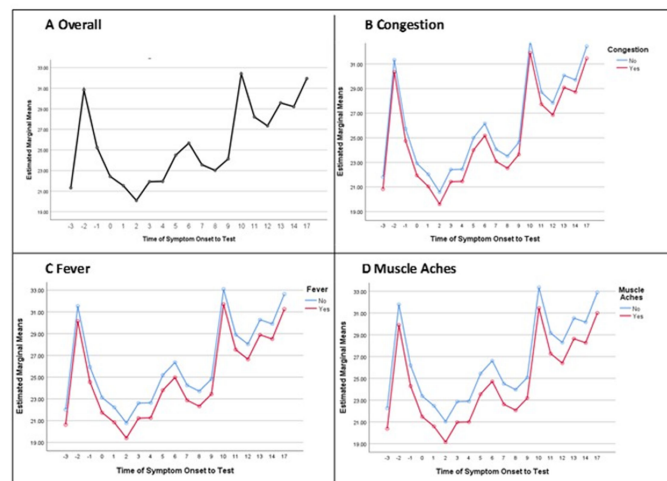 A Overall
Estimated Marginal Means
33.00
31.00
29.00
27.00
25.00
23.00
21.00
19.00
-3 -2 -1 0 1 2 3 4 5 6 7 8 9 10 11 12 13 14 17
Time of Symptom Onset to Test
B Congestion
Congestion
No
Yes
Estimated Marginal Means
31.00
29.00
27.00
25.00
23.00
21.00
19.00
-3 -2 -1 0 1 2 3 4 5 6 7 8 9 10 11 12 13 14 17
Time of Symptom Onset to Test
C Fever
Fever
No
Yes
Estimated Marginal Means
33.00
31.00
29.00
27.00
25.00
23.00
21.00
19.00
-3 -2 -1 0 1 2 3 4 5 6 7 8 9 10 11 12 13 14 17
Time of Symptom Onset to Test
D Muscle Aches
Muscle
Aches
No
Yes
Estimated Marginal Means
33.00
31.00
29.00
27.00
25.00
23.00
21.00
19.00
-3 -2 -1 0 1 2 3 4 5 6 7 8 9 10 11 12 13 14 17
Time of Symptom Onset to Test